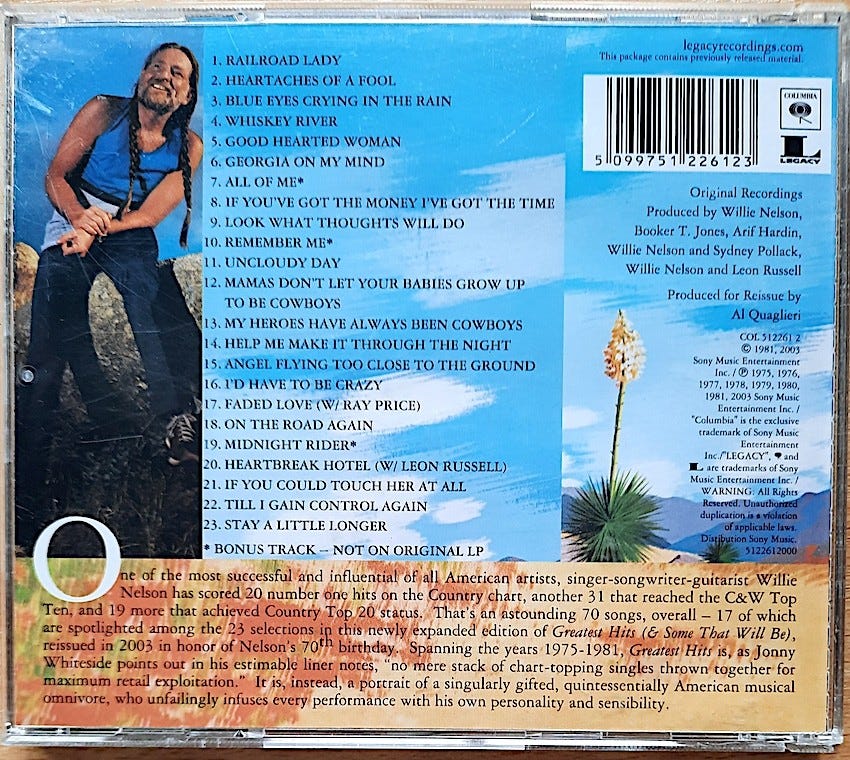 1. RAILROAD LADY
2. HEARTACHES OF A FOOL
3. BLUE EYES CRYING IN THE RAIN
4. WHISKEY RIVER
5. GOOD HEARTED WOMAN
6. GEORGIA ON MY MIND
7. ALL OF ME*
8. IF YOU'VE GOT THE MONEY I'VE GOT THE TIME
9. LOOK WHAT THOUGHTS WILL DO
10. REMEMBER ME*
11. UNCLOUDY DAY
12. MAMAS DON'T LET YOUR BABIES GROW UP
TO BE COWBOYS
13. MY HEROES HAVE ALWAYS BEEN COWBOYS
14. HELP ME MAKE IT THROUGH THE NIGHT
15. ANGEL FLYING TOO CLOSE TO THE GROUND
16. I'D HAVE TO BE CRAZY
17. FADED LOVE (W/ RAY PRICE)
18. ON THE ROAD AGAIN
19. MIDNIGHT RIDER*
20. HEARTBREAK HOTEL (W/ LEON RUSSELL)
21. IF YOU COULD TOUCH HER AT ALL
22. TILL I GAIN CONTROL AGAIN
23. STAY A LITTLE LONGER
* BONUS TRACK – NOT ON ORIGINAL LP
legacyrecordings.com
This package contains previously released material.
COLUMBIA
L
LEGACY
5 099751 226123
Original Recordings
Produced by Willie Nelson,
Booker T. Jones, Arif Hardin,
Willie Nelson and Sydney Pollack,
Willie Nelson and Leon Russell
Produced for Reissue by
Al Quaglieri
COL 512261 2
© 1981, 2003
Sony Music Entertainment
Inc. / ℗ 1975, 1976,
1977, 1978, 1979, 1980,
1981, 2003 Sony Music
Entertainment Inc. /
"Columbia" is the exclusive
trademark of Sony Music
Entertainment
Inc./"LEGACY", and
L are trademarks of Sony
Music Entertainment Inc. /
WARNING: All Rights
Reserved. Unauthorized
duplication is a violation
of applicable laws.
Distibution Sony Music.
5122612000
One of the most successful and influential of all American artists, singer-songwriter-guitarist Willie
Nelson has scored 20 number one hits on the Country chart, another 31 that reached the C&W Top
Ten, and 19 more that achieved Country Top 20 status. That's an astounding 70 songs, overall – 17 of which
are spotlighted among the 23 selections in this newly expanded edition of Greatest Hits (& Some That Will Be),
reissued in 2003 in honor of Nelson's 70th birthday. Spanning the years 1975-1981, Greatest Hits is, as Jonny
Whiteside points out in his estimable liner notes, "no mere stack of chart-topping singles thrown together for
maximum retail exploitation." It is, instead, a portrait of a singularly gifted, quintessentially American musical
omnivore, who unfailingly infuses every performance with his own personality and sensibility.